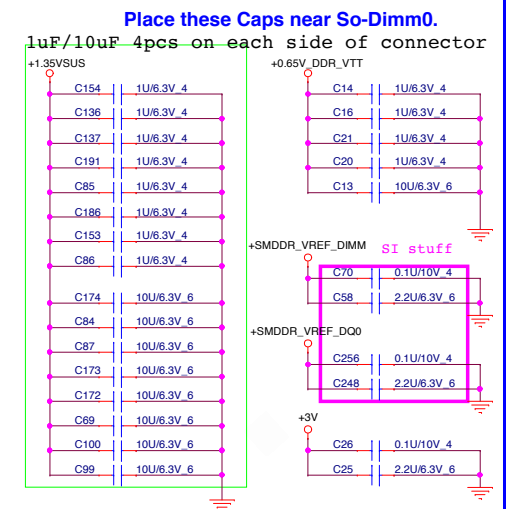 Place these Caps near So-Dimm0.
1uF/10uF 4pcs on each side of connector
+1.35VSUS
C154 1U/6.3V_4
C136 1U/6.3V_4
C137 1U/6.3V_4
C191 1U/6.3V_4
C85 1U/6.3V_4
C186 1U/6.3V_4
C153 1U/6.3V_4
C86 1U/6.3V_4
C174 10U/6.3V_6
C84 10U/6.3V_6
C87 10U/6.3V_6
C173 10U/6.3V_6
C172 10U/6.3V_6
C69 10U/6.3V_6
C100 10U/6.3V_6
C99 10U/6.3V_6
+0.65V_DDR_VTT
C14 1U/6.3V_4
C16 1U/6.3V_4
C21 1U/6.3V_4
C20 1U/6.3V_4
C13 10U/6.3V_6
+SMDDR_VREF_DIMM
SI stuff
C70 0.1U/10V_4
C58 2.2U/6.3V_6
+SMDDR_VREF_DQ0
C256 0.1U/10V_4
C248 2.2U/6.3V_6
+3V
C26 0.1U/10V_4
C25 2.2U/6.3V_6